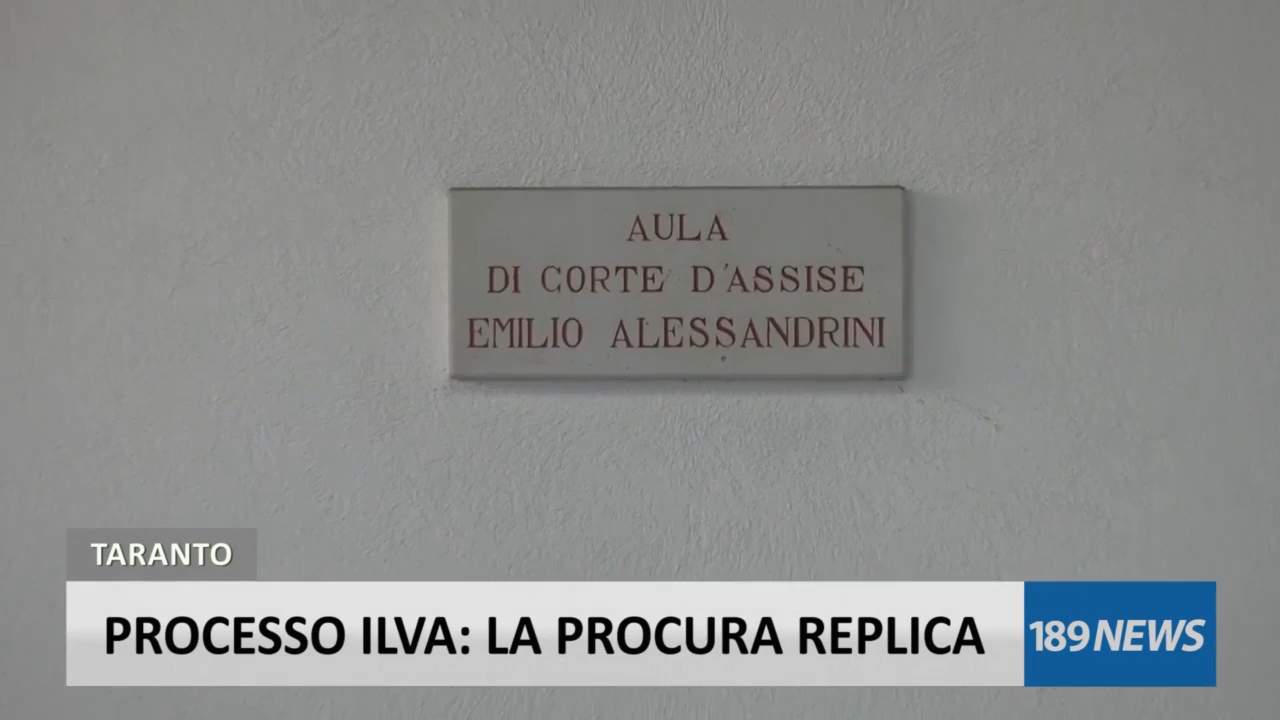 AULA
DI CORTE D'ASSISE
EMILIO ALESSANDRINI
TARANTO
PROCESSO ILVA: LA PROCURA REPLICA
189NEWS